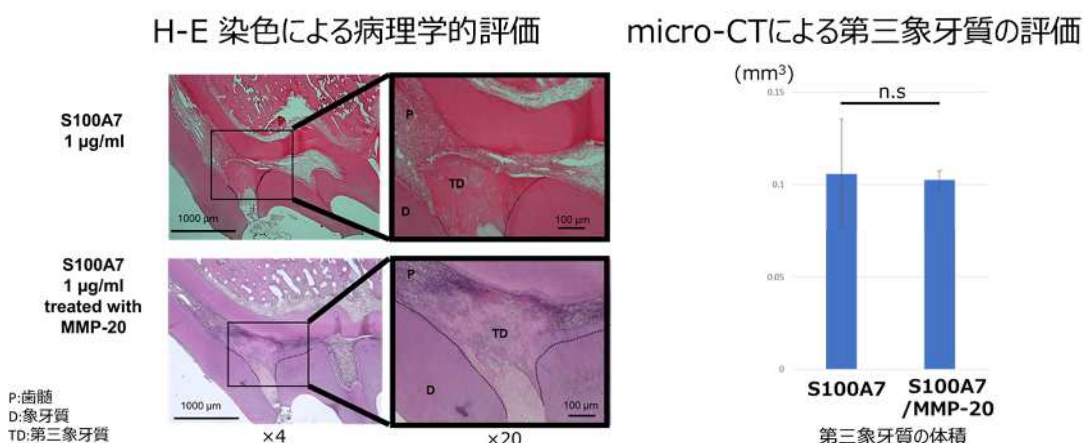 H-E 染色による病理学的評価
micro-CTによる第三象牙質の評価
S100A7
1 μg/ml
P
TD
D
1000 μm
100 μm
S100A7
1 μg/ml
treated with
MMP-20
P
TD
D
1000 μm
100 μm
×4
×20
P:歯髄
D:象牙質
TD:第三象牙質
(mm³)
0.15
0.1
0.05
0
n.s
S100A7
S100A7
/MMP-20
第三象牙質の体積